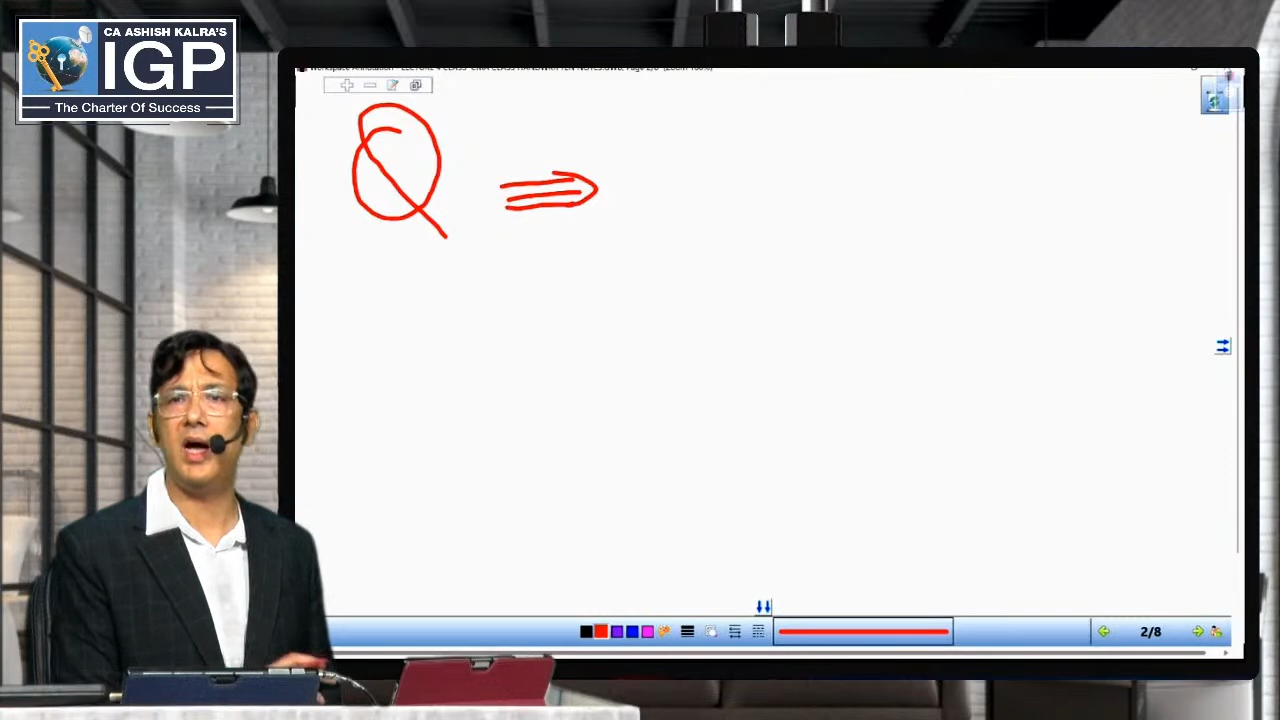 CA ASHISH KALRA'S
IGP
The Charter Of Success
Q ⇒
2/8